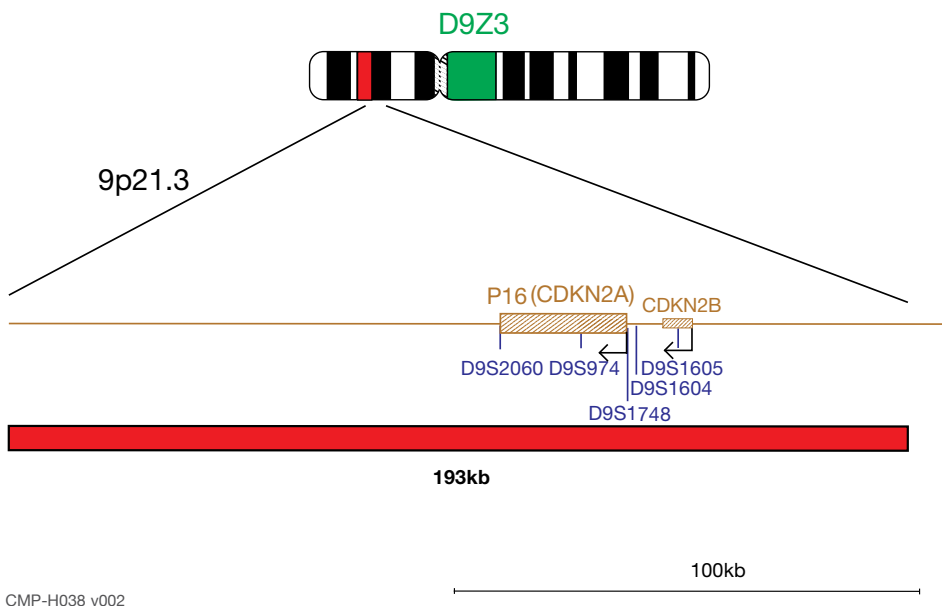 D9Z3
9p21.3
P16 (CDKN2A)
CDKN2B
D9S2060 D9S974 D9S1605
D9S1604
D9S1748
193kb
100kb
CMP-H038 v002